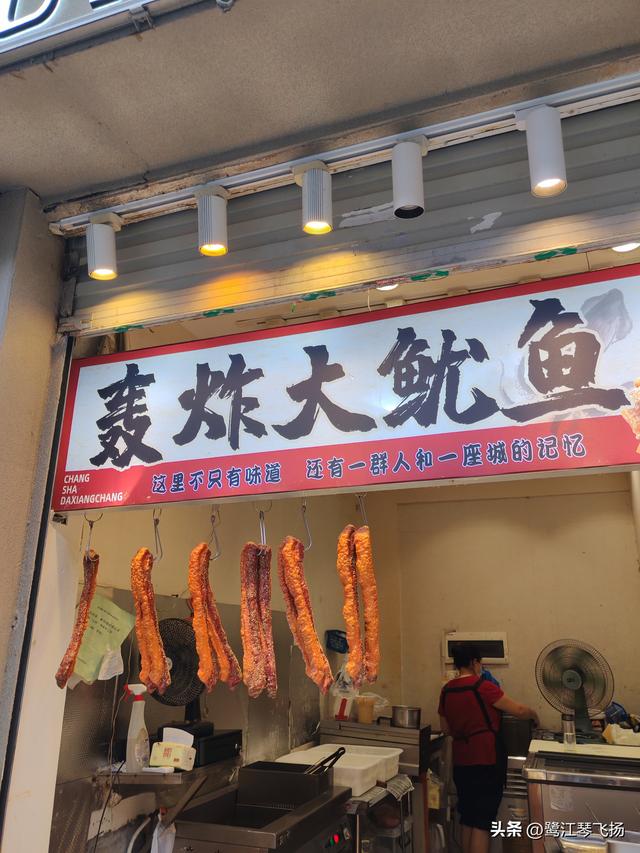 轰炸大鱿鱼
CHANG
SHA
DAXIANGCHANG
这里不只有味道 还有一群人和一座城的记忆
头条 @鹭江琴飞扬